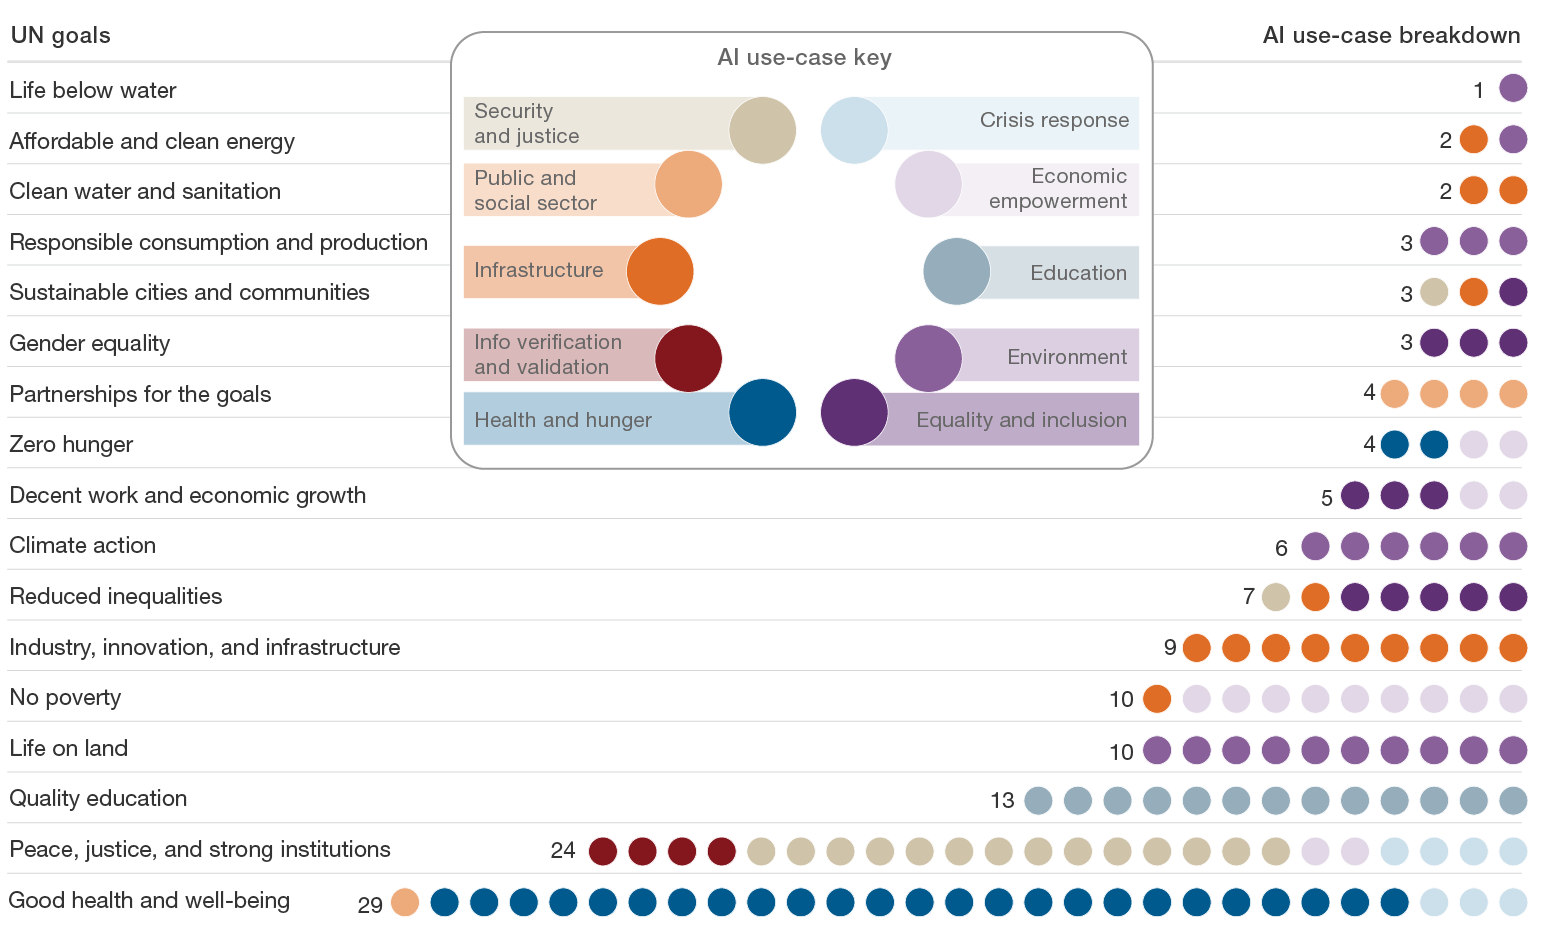 UN goals
AI use-case breakdown
AI use-case key
Security
and justice
Crisis response
Public and
social sector
Economic
empowerment
Infrastructure
Education
Info verification
and validation
Environment
Health and hunger
Equality and inclusion
Life below water 1
Affordable and clean energy 2
Clean water and sanitation 2
Responsible consumption and production 3
Sustainable cities and communities 3
Gender equality 3
Partnerships for the goals 4
Zero hunger 4
Decent work and economic growth 5
Climate action 6
Reduced inequalities 7
Industry, innovation, and infrastructure 9
No poverty 10
Life on land 10
Quality education 13
Peace, justice, and strong institutions 24
Good health and well-being 29